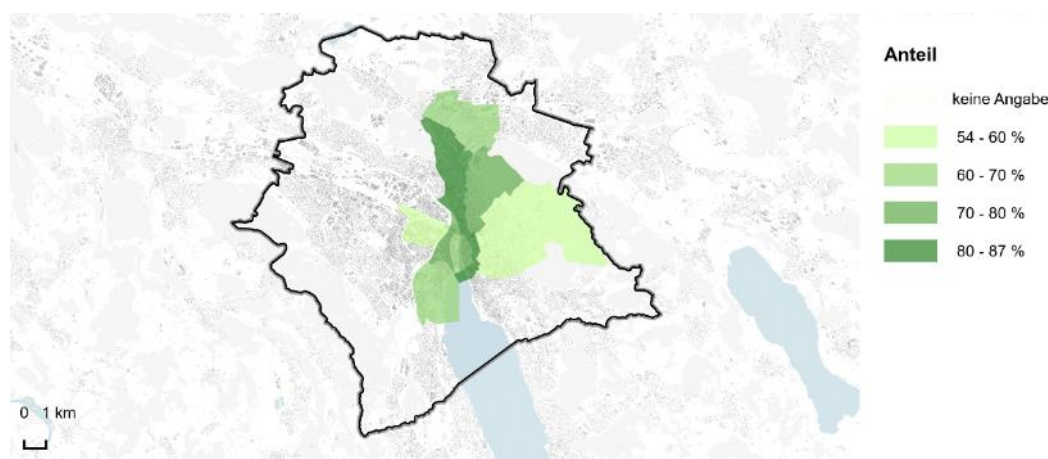 Anteil
keine Angabe
54 - 60 %
60 - 70 %
70 - 80 %
80 - 87 %
0 1 km